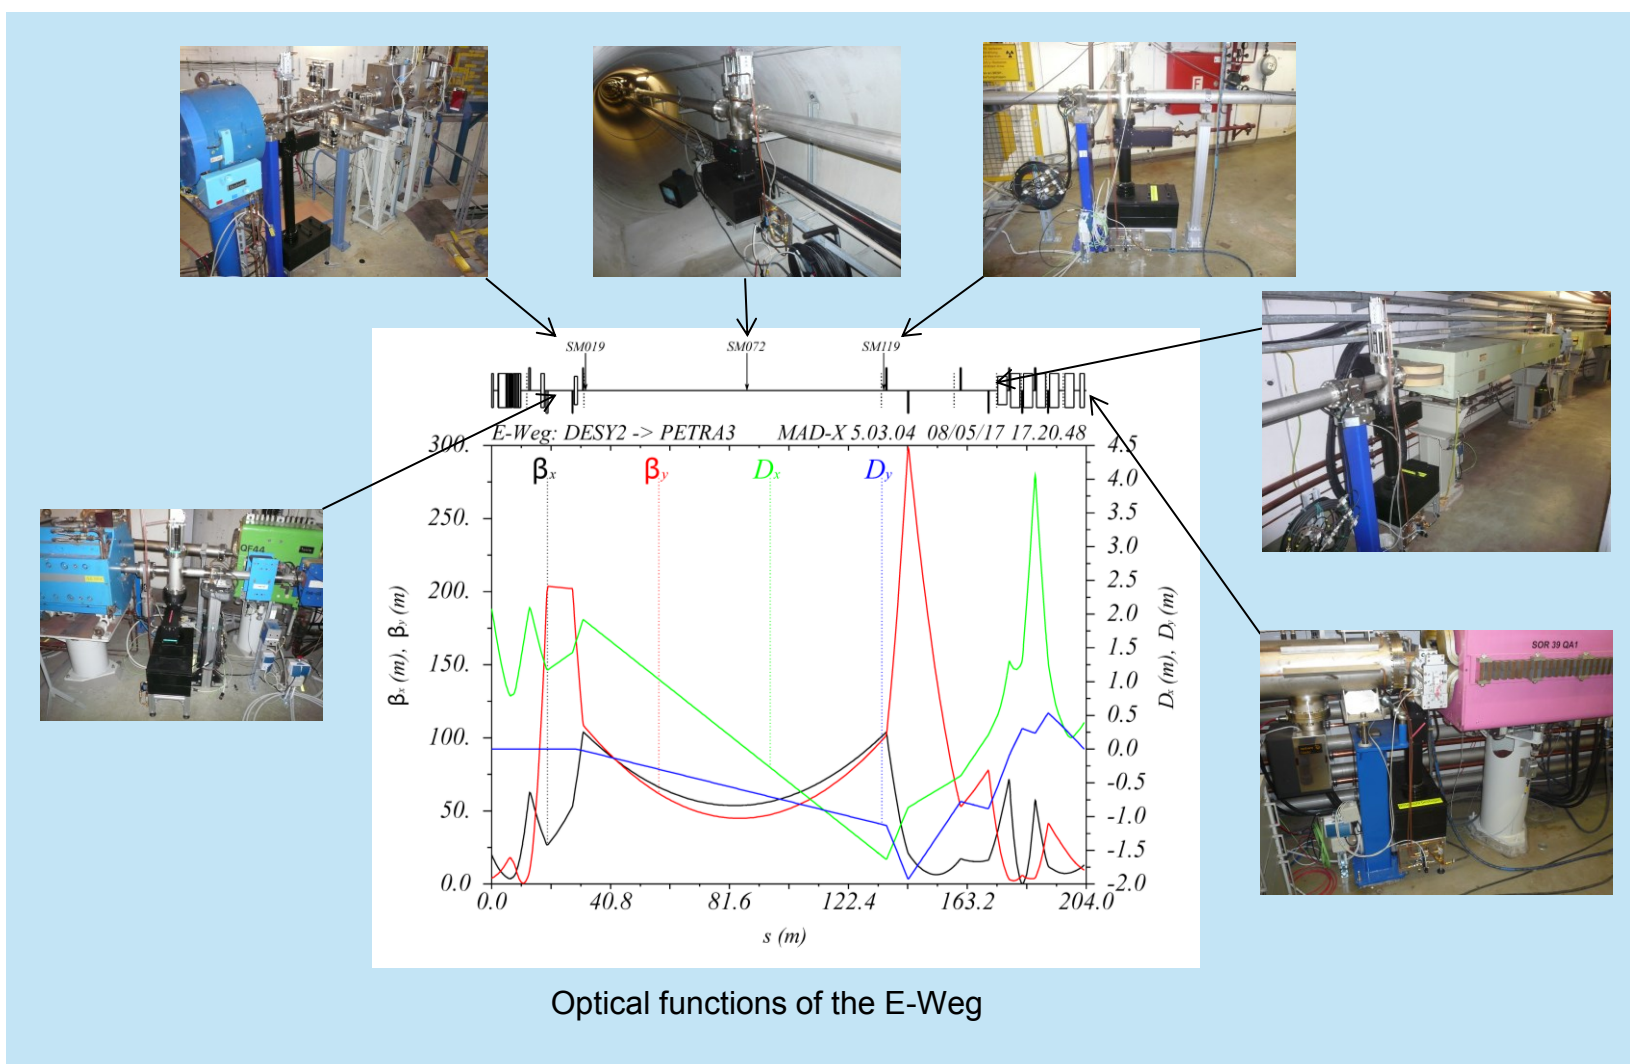 SM019
SM072
SM119
E-Weg: DESY2 -> PETRA3 MAD-X 5.03.04 08/05/17 17.20.48
βx
βy
Dx
Dy
300.
250.
200.
150.
100.
50.
0.0
βx (m), βy (m)
4.5
4.0
3.5
3.0
2.5
2.0
1.5
1.0
0.5
0.0
-0.5
-1.0
-1.5
-2.0
Dx (m), Dy (m)
0.0
40.8
81.6
122.4
163.2
204.0
s (m)
QF44
SOR 39 QA1
F
Optical functions of the E-Weg